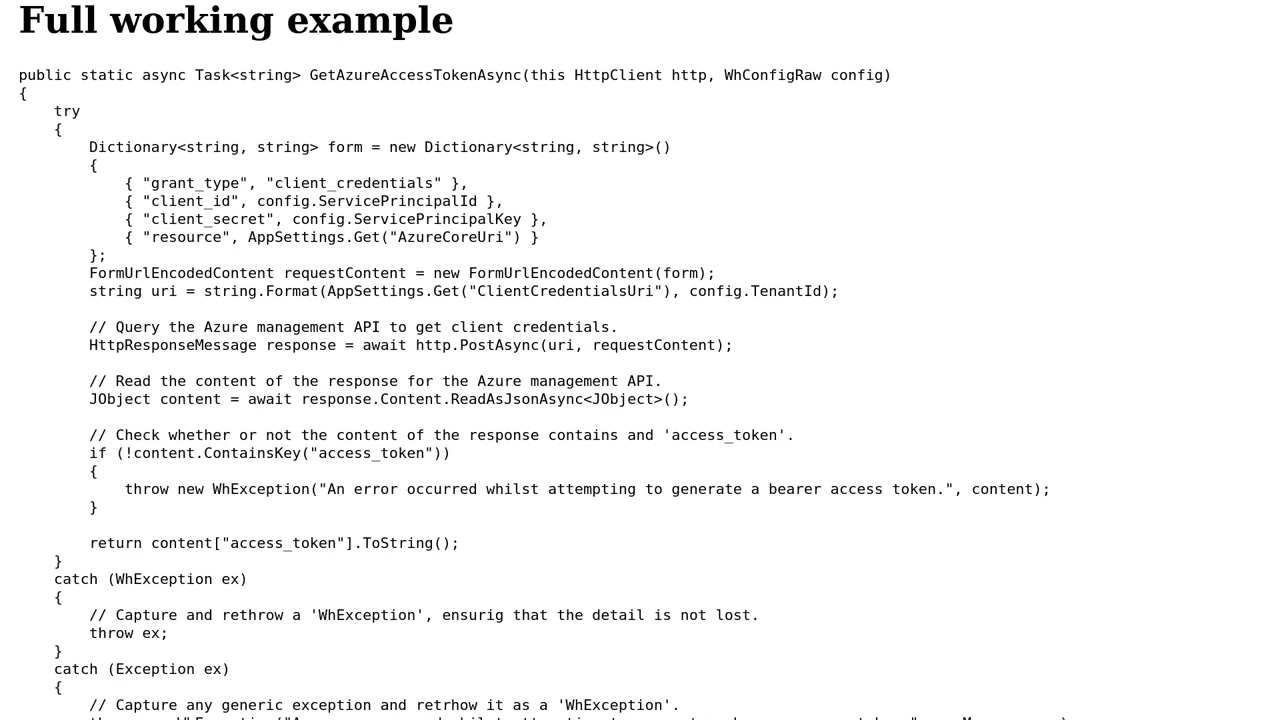 Full working example
public static async Task<string> GetAzureAccessTokenAsync(this HttpClient http, WhConfigRaw config)
{
    try
    {
        Dictionary<string, string> form = new Dictionary<string, string>()
        {
            { "grant_type", "client_credentials" },
            { "client_id", config.ServicePrincipalId },
            { "client_secret", config.ServicePrincipalKey },
            { "resource", AppSettings.Get("AzureCoreUri") }
        };
        FormUrlEncodedContent requestContent = new FormUrlEncodedContent(form);
        string uri = string.Format(AppSettings.Get("ClientCredentialsUri"), config.TenantId);

        // Query the Azure management API to get client credentials.
        HttpResponseMessage response = await http.PostAsync(uri, requestContent);

        // Read the content of the response for the Azure management API.
        JObject content = await response.Content.ReadAsJsonAsync<JObject>();

        // Check whether or not the content of the response contains and 'access_token'.
        if (!content.ContainsKey("access_token"))
        {
            throw new WhException("An error occurred whilst attempting to generate a bearer access token.", content);
        }

        return content["access_token"].ToString();
    }
    catch (WhException ex)
    {
        // Capture and rethrow a 'WhException', ensurig that the detail is not lost.
        throw ex;
    }
    catch (Exception ex)
    {
        // Capture any generic exception and retrhow it as a 'WhException'.